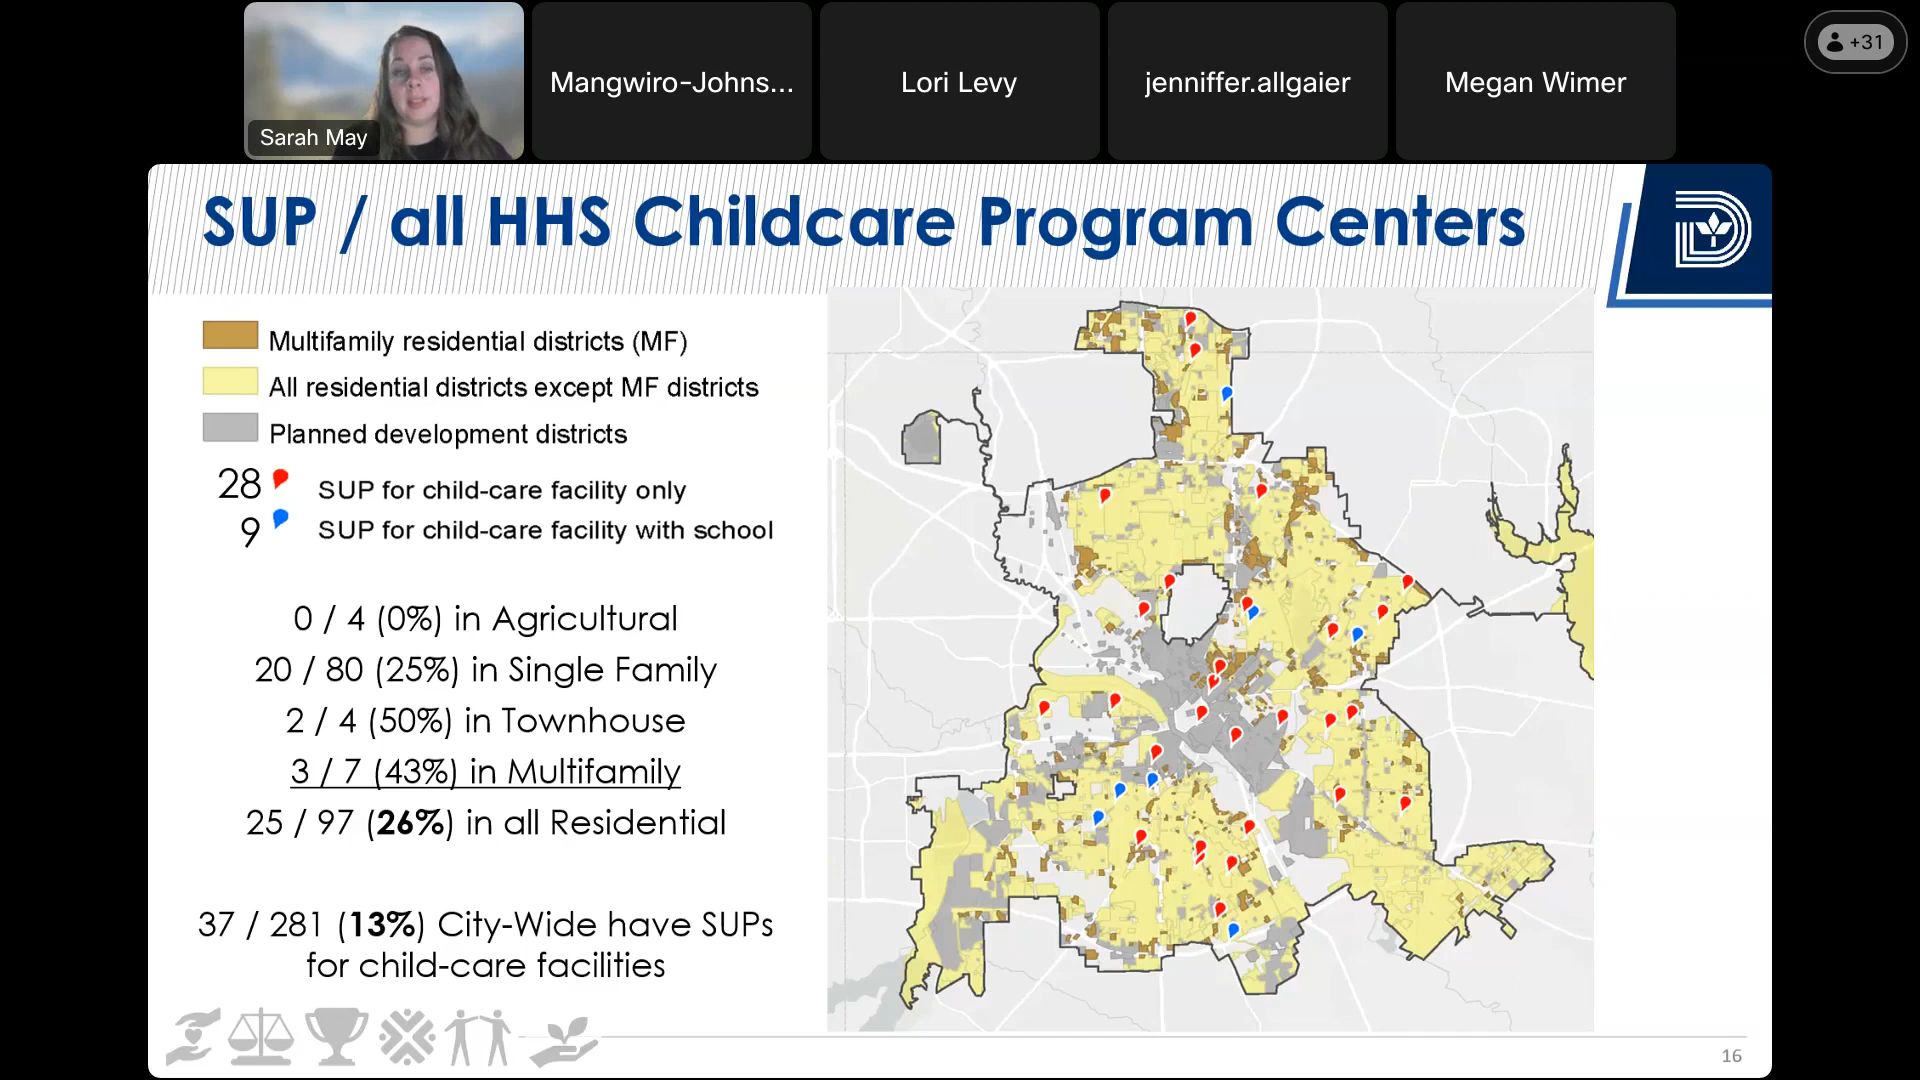 Sarah May
Mangwiro-Johns...
Lori Levy
jenniffer.allgaier
Megan Wimer
+31
SUP / all HHS Childcare Program Centers
Multifamily residential districts (MF)
All residential districts except MF districts
Planned development districts
28 SUP for child-care facility only
9 SUP for child-care facility with school
0 / 4 (0%) in Agricultural
20 / 80 (25%) in Single Family
2 / 4 (50%) in Townhouse
3 / 7 (43%) in Multifamily
25 / 97 (26%) in all Residential
37 / 281 (13%) City-Wide have SUPs
for child-care facilities
16